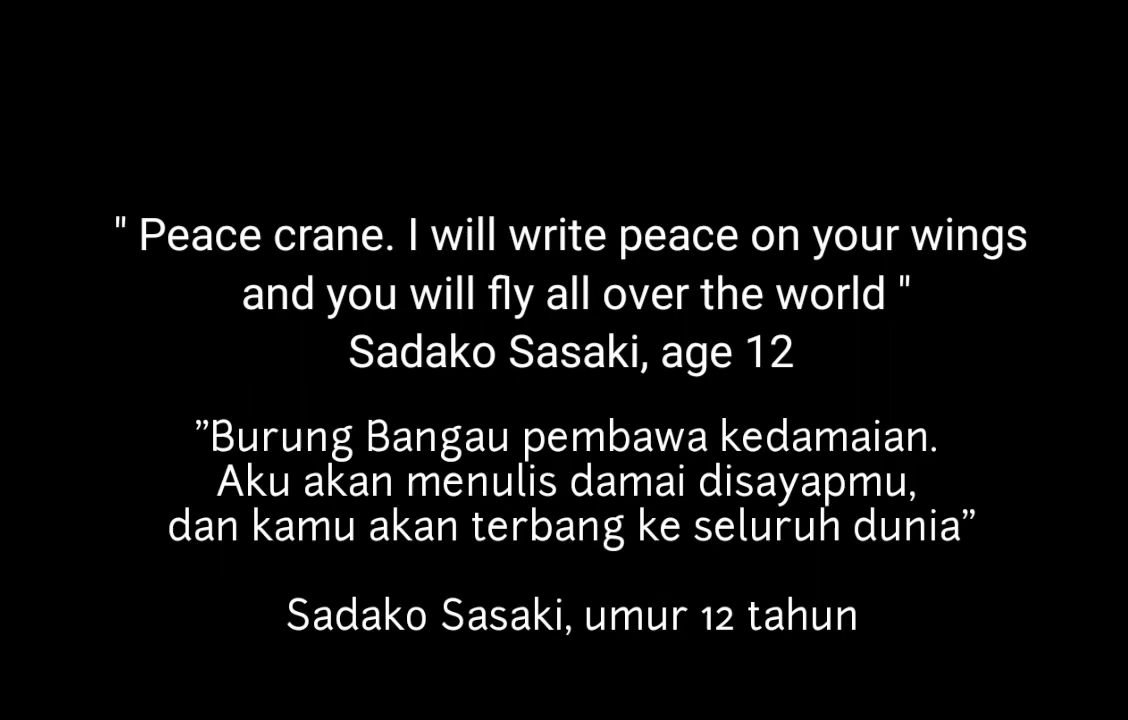 " Peace crane. I will write peace on your wings
and you will fly all over the world "
Sadako Sasaki, age 12
”Burung Bangau pembawa kedamaian.
Aku akan menulis damai disayapmu,
dan kamu akan terbang ke seluruh dunia”
Sadako Sasaki, umur 12 tahun